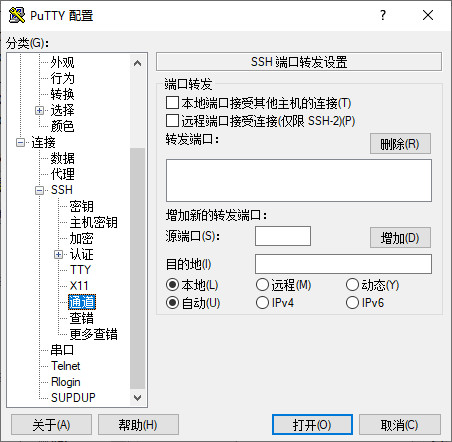 PuTTY 配置
分类(G):
外观
行为
转换
选择
颜色
连接
数据
代理
SSH
密钥
主机密钥
加密
认证
TTY
X11
通道
查错
更多查错
串口
Telnet
Rlogin
SUPDUP
SSH 端口转发设置
端口转发
本地端口接受其他主机的连接(T)
远程端口接受连接(仅限 SSH-2)(P)
转发端口:
删除(R)
增加新的转发端口:
源端口(S):
增加(D)
目的地(I)
本地(L) 远程(M) 动态(Y)
自动(U) IPv4 IPv6
关于(A) 帮助(H) 打开(O) 取消(C)